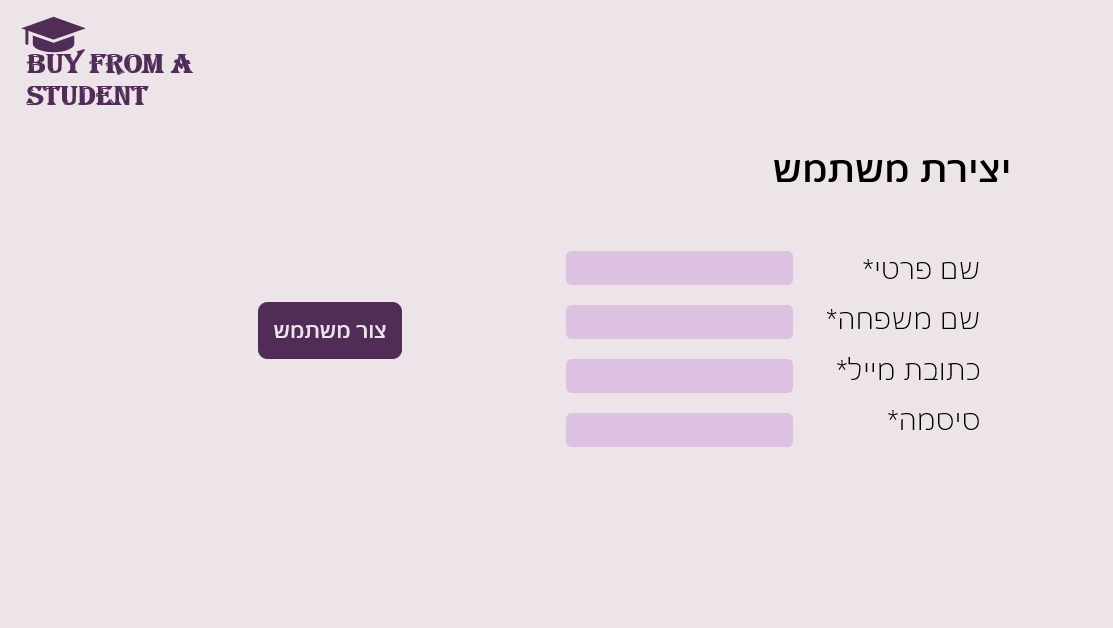 BUY FROM A
STUDENT
יצירת משתמש
שם פרטי*
שם משפחה*
כתובת מייל*
סיסמה*
צור משתמש